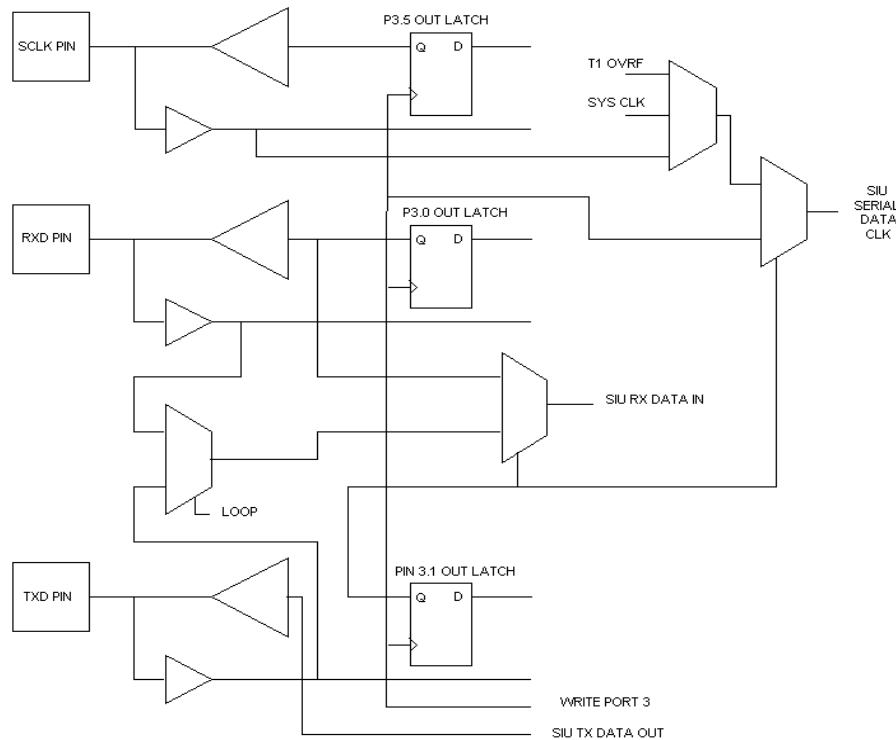 P3.5 OUT LATCH
SCLK PIN
Q D
T1 OVRF
SYS CLK
SIU
SERIAL
DATA
CLK
P3.0 OUT LATCH
RXD PIN
Q D
SIU RX DATA IN
LOOP
PIN 3.1 OUT LATCH
TXD PIN
Q D
WRITE PORT 3
SIU TX DATA OUT